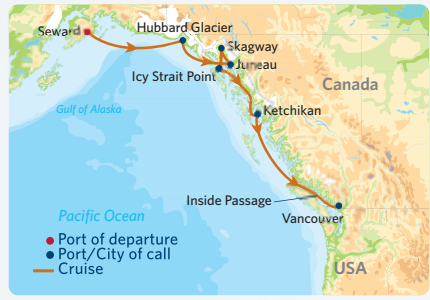 Hubbard Glacier
Seward
Skagway
Juneau
Icy Strait Point
Canada
Gulf of Alaska
Ketchikan
Inside Passage
Pacific Ocean
Vancouver
Port of departure
Port/City of call
Cruise
USA